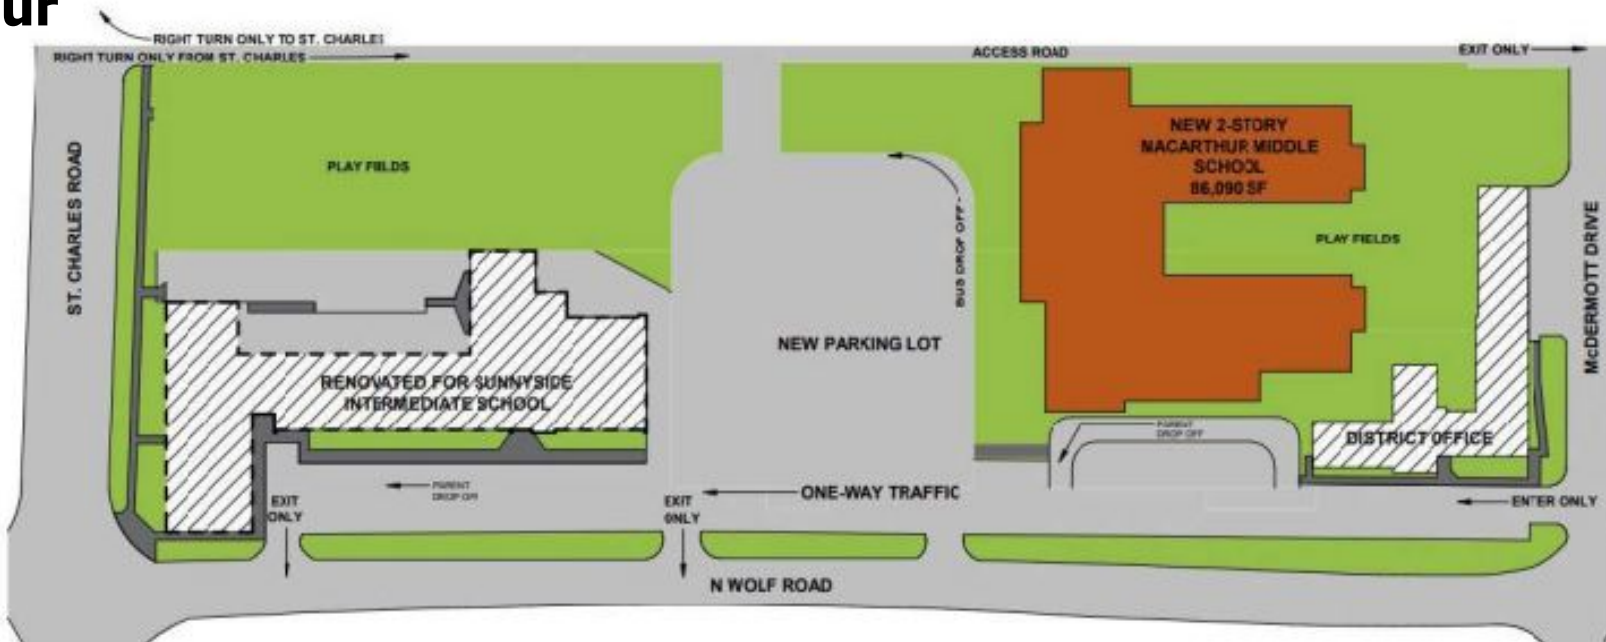 ur
RIGHT TURN ONLY TO ST. CHARLES
RIGHT TURN ONLY FROM ST. CHARLES
ACCESS ROAD
EXIT ONLY
ST. CHARLES ROAD
PLAY FIELDS
NEW 2-STORY
MACARTHUR MIDDLE
SCHOOL
86,090 SF
BUS DROP OFF
PLAY FIELDS
McDERMOTT DRIVE
NEW PARKING LOT
RENOVATED FOR SUNNYSIDE
INTERMEDIATE SCHOOL
PARENT
DROP OFF
DISTRICT OFFICE
PARENT
DROP OFF
EXIT
ONLY
EXIT
ONLY
ONE-WAY TRAFFIC
ENTER ONLY
N WOLF ROAD